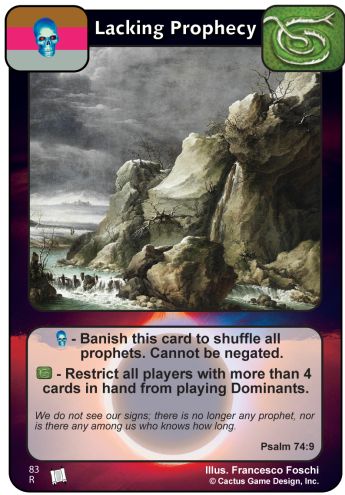 Lacking Prophecy
- Banish this card to shuffle all
prophets. Cannot be negated.
- Restrict all players with more than 4
cards in hand from playing Dominants.
We do not see our signs; there is no longer any prophet, nor
is there any among us who knows how long.
Psalm 74:9
83
R
Illus. Francesco Foschi
© Cactus Game Design, Inc.